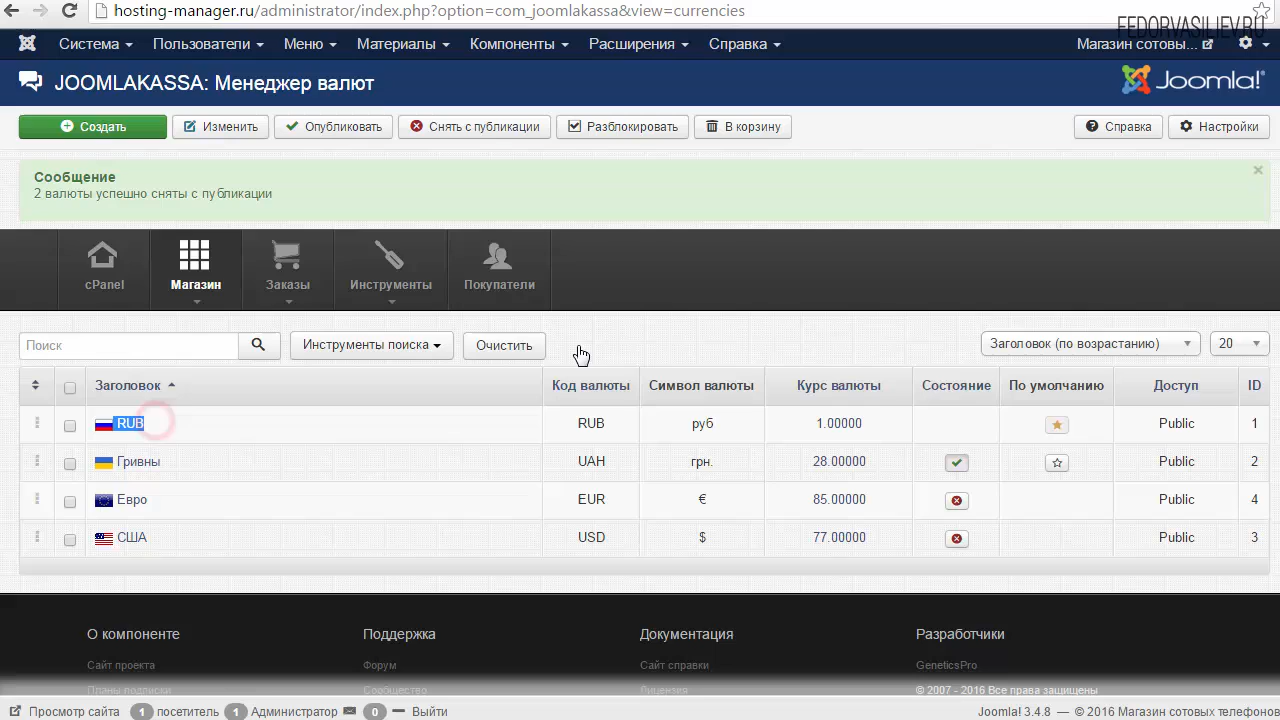 hosting-manager.ru/administrator/index.php?option=com_joomlakassa&view=currencies
FEDORVASILIEV.RU
Система Пользователи Меню Материалы Компоненты Расширения Справка Магазин сотовы...
JOOMLAKASSA: Менеджер валют Joomla!
Создать Изменить Опубликовать Снять с публикации Разблокировать В корзину Справка Настройки
Сообщение
2 валюты успешно сняты с публикации
cPanel Магазин Заказы Инструменты Покупатели
Поиск Инструменты поиска Очистить Заголовок (по возрастанию) 20
Заголовок Код валюты Символ валюты Курс валюты Состояние По умолчанию Доступ ID
RUB RUB руб 1.00000 Public 1
Гривны UAH грн. 28.00000 Public 2
Евро EUR € 85.00000 Public 4
США USD $ 77.00000 Public 3
О компоненте Поддержка Документация Разработчики
Сайт проекта Форум Сайт справки GeneticsPro
Планы подписки Сообщество Лицензия © 2007 - 2016 Все права защищены
Просмотр сайта 1 посетитель 1 Администратор 0 Выйти Joomla! 3.4.8 — © 2016 Магазин сотовых телефонов